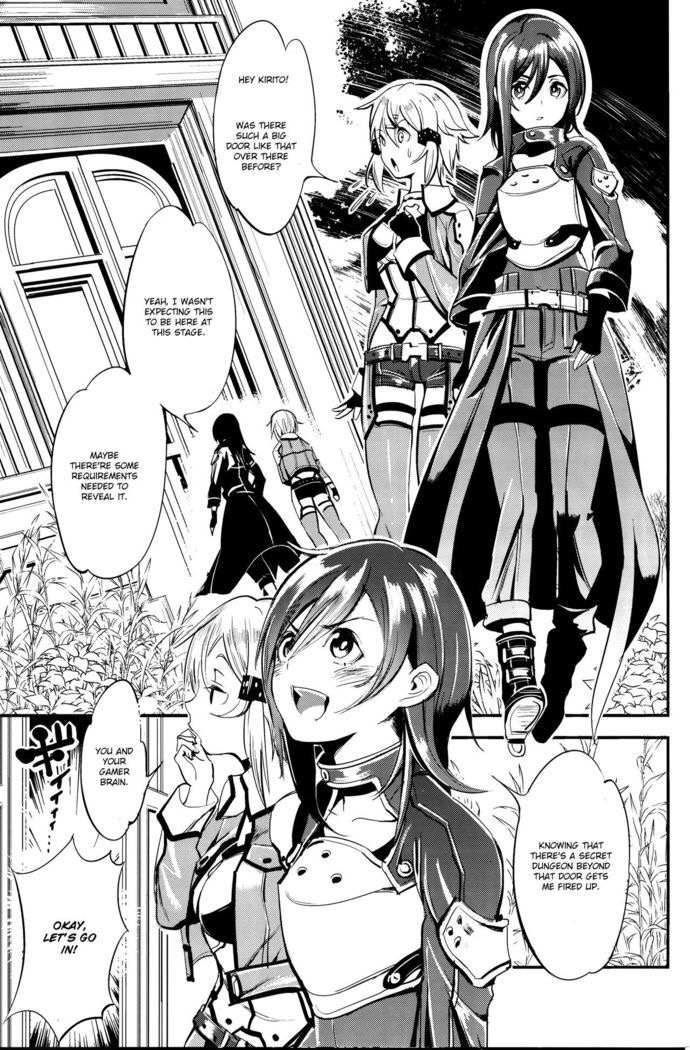 HEY KIRITO!
WAS THERE
SUCH A BIG
DOOR LIKE THAT
OVER THERE
BEFORE?
YEAH, I WASN'T
EXPECTING THIS
TO BE HERE AT
THIS STAGE.
MAYBE
THERE'RE SOME
REQUIREMENTS
NEEDED TO
REVEAL IT.
KNOWING THAT
THERE'S A SECRET
DUNGEON BEYOND
THAT DOOR GETS
ME FIRED UP.
YOU AND
YOUR
GAMER
BRAIN.
OKAY,
LET'S GO
IN!